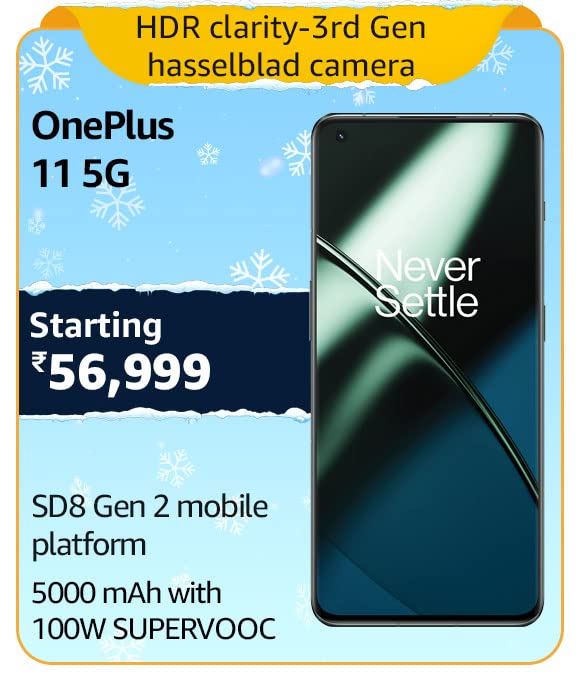 HDR clarity-3rd Gen
hasselblad camera
OnePlus
11 5G
Never
Settle
Starting
₹56,999
SD8 Gen 2 mobile
platform
5000 mAh with
100W SUPERVOOC